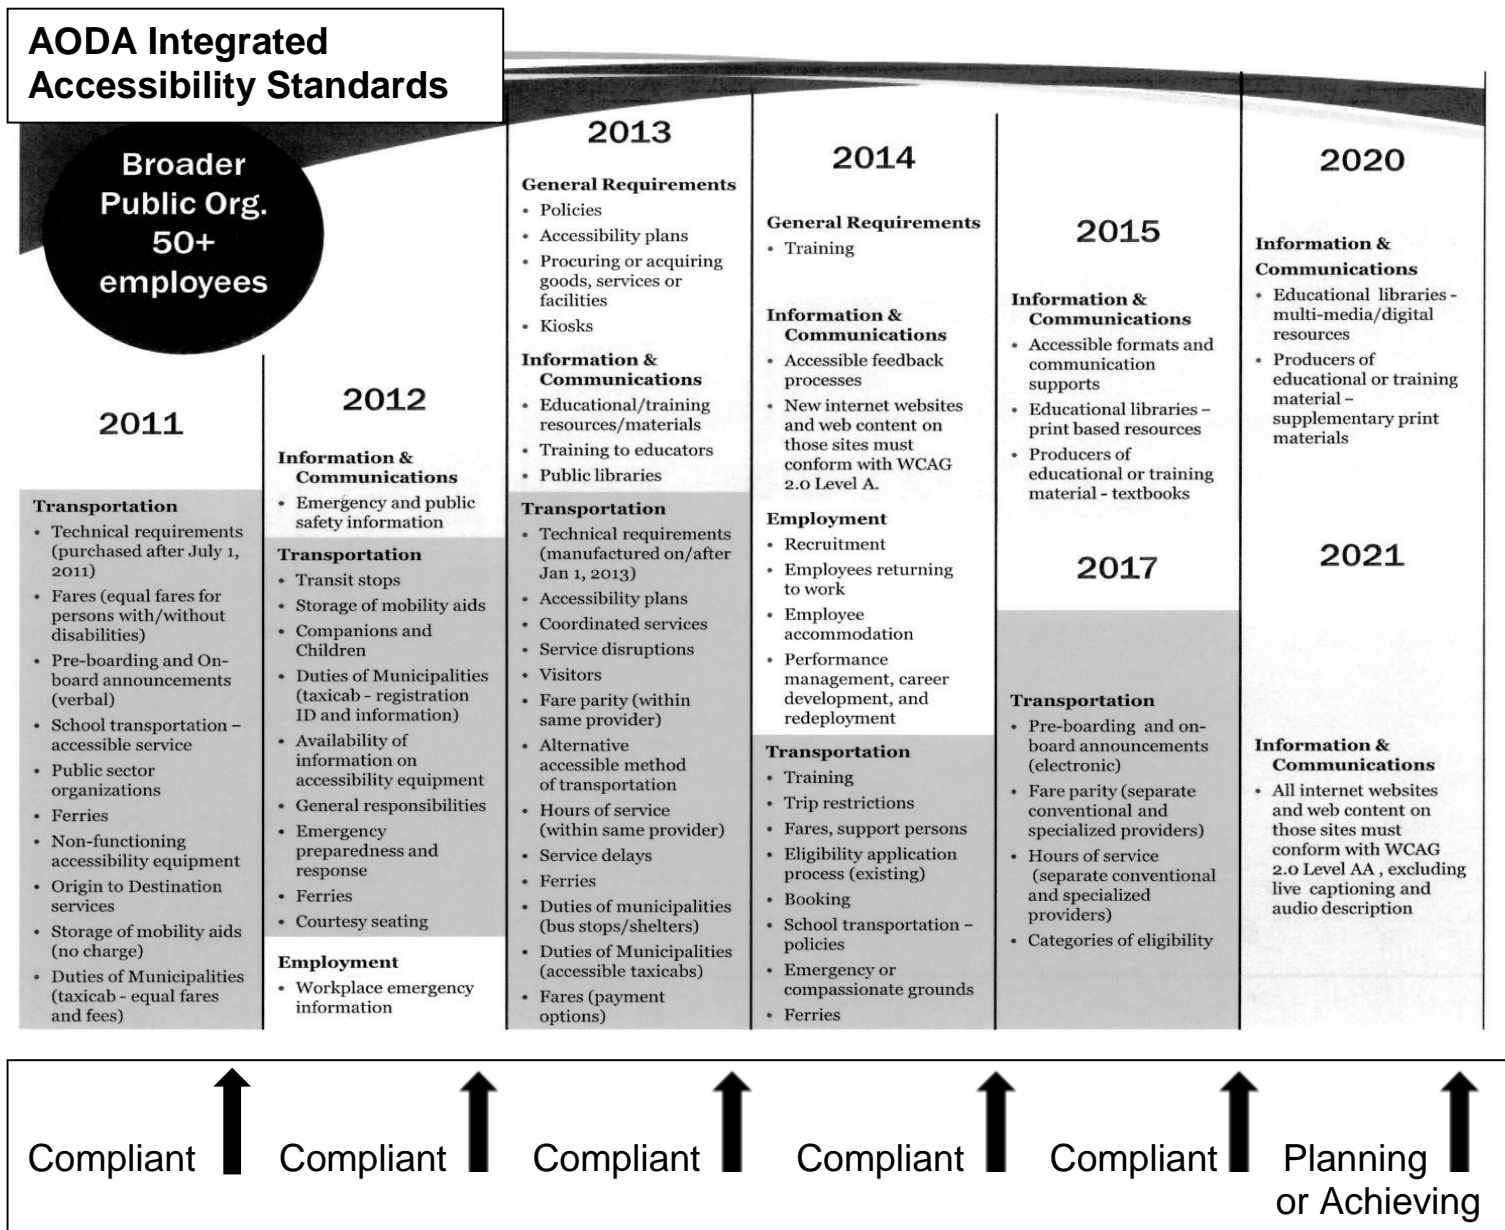 AODA Integrated
Accessibility Standards
Broader
Public Org.
50+
employees
2011
Transportation
• Technical requirements
(purchased after July 1,
2011)
• Fares (equal fares for
persons with/without
disabilities)
• Pre-boarding and On-
board announcements
(verbal)
• School transportation –
accessible service
• Public sector
organizations
• Ferries
• Non-functioning
accessibility equipment
• Origin to Destination
services
• Storage of mobility aids
(no charge)
• Duties of Municipalities
(taxicab - equal fares
and fees)
2012
Information &
Communications
• Emergency and public
safety information
Transportation
• Transit stops
• Storage of mobility aids
• Companions and
Children
• Duties of Municipalities
(taxicab - registration
ID and information)
• Availability of
information on
accessibility equipment
• General responsibilities
• Emergency
preparedness and
response
• Ferries
• Courtesy seating
Employment
• Workplace emergency
information
2013
General Requirements
• Policies
• Accessibility plans
• Procuring or acquiring
goods, services or
facilities
• Kiosks
Information &
Communications
• Educational/training
resources/materials
• Training to educators
• Public libraries
Transportation
• Technical requirements
(manufactured on/after
Jan 1, 2013)
• Accessibility plans
• Coordinated services
• Service disruptions
• Visitors
• Fare parity (within
same provider)
• Alternative
accessible method
of transportation
• Hours of service
(within same provider)
• Service delays
• Ferries
• Duties of municipalities
(bus stops/shelters)
• Duties of Municipalities
(accessible taxicabs)
• Fares (payment
options)
2014
General Requirements
• Training
Information &
Communications
• Accessible feedback
processes
• New internet websites
and web content on
those sites must
conform with WCAG
2.0 Level A.
Employment
• Recruitment
• Employees returning
to work
• Employee
accommodation
• Performance
management, career
development, and
redeployment
Transportation
• Training
• Trip restrictions
• Fares, support persons
• Eligibility application
process (existing)
• Booking
• School transportation –
policies
• Emergency or
compassionate grounds
• Ferries
2015
Information &
Communications
• Accessible formats and
communication
supports
• Educational libraries –
print based resources
• Producers of
educational or training
material - textbooks
2017
Transportation
• Pre-boarding and on-
board announcements
(electronic)
• Fare parity (separate
conventional and
specialized providers)
• Hours of service
(separate conventional
and specialized
providers)
• Categories of eligibility
2020
Information &
Communications
• Educational libraries -
multi-media/digital
resources
• Producers of
educational or training
material –
supplementary print
materials
2021
Information &
Communications
• All internet websites
and web content on
those sites must
conform with WCAG
2.0 Level AA , excluding
live captioning and
audio description
Compliant
Compliant
Compliant
Compliant
Compliant
Planning
or Achieving